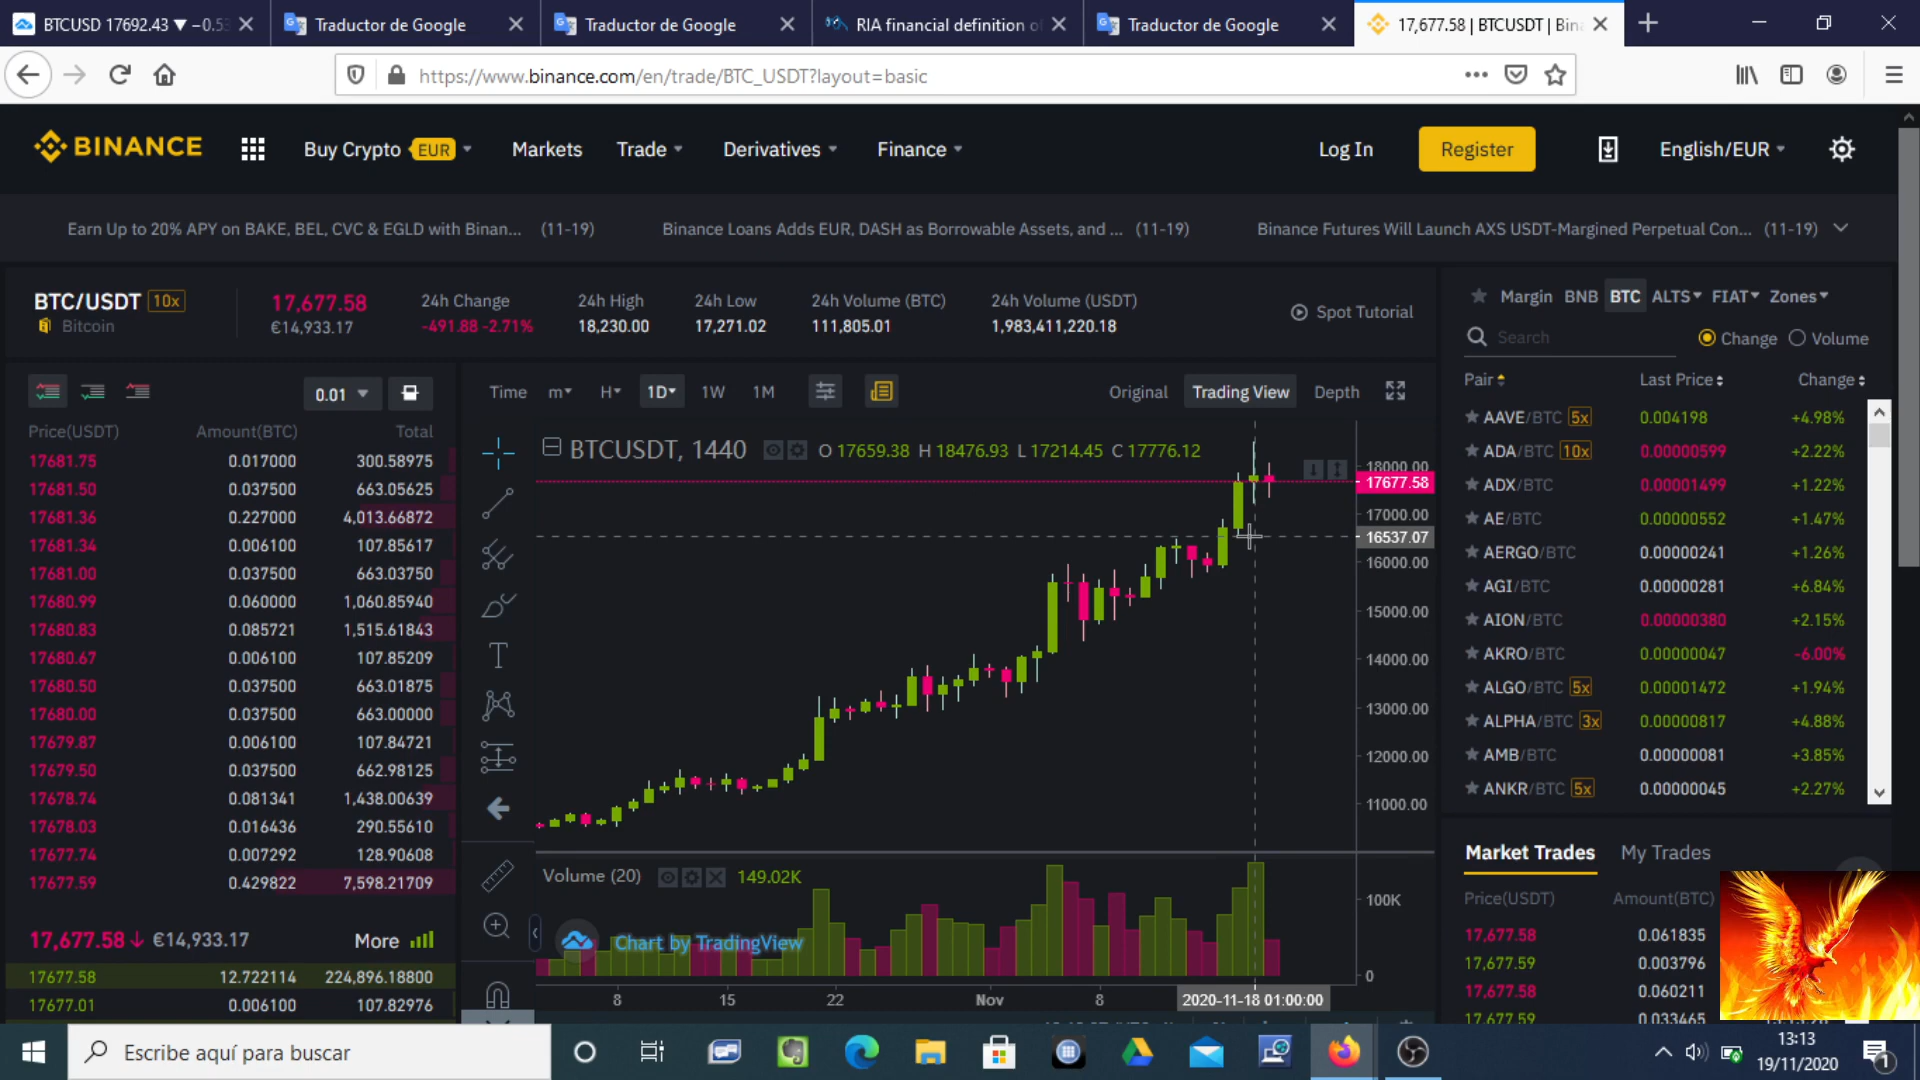 BTCUSD 17692.43 ▼ −0.53
Traductor de Google
Traductor de Google
RIA financial definition of
Traductor de Google
17,677.58 | BTCUSDT | Bin
https://www.binance.com/en/trade/BTC_USDT?layout=basic
BINANCE
Buy Crypto EUR
Markets
Trade
Derivatives
Finance
Log In
Register
English/EUR
Earn Up to 20% APY on BAKE, BEL, CVC & EGLD with Binan... (11-19)
Binance Loans Adds EUR, DASH as Borrowable Assets, and ... (11-19)
Binance Futures Will Launch AXS USDT-Margined Perpetual Con... (11-19)
BTC/USDT 10x
Bitcoin
17,677.58
€14,933.17
24h Change
-491.88 -2.71%
24h High
18,230.00
24h Low
17,271.02
24h Volume (BTC)
111,805.01
24h Volume (USDT)
1,983,411,220.18
Spot Tutorial
0.01
Price(USDT) Amount(BTC) Total
17681.75 0.017000 300.58975
17681.50 0.037500 663.05625
17681.36 0.227000 4,013.66872
17681.34 0.006100 107.85617
17681.00 0.037500 663.03750
17680.99 0.060000 1,060.85940
17680.83 0.085721 1,515.61843
17680.67 0.006100 107.85209
17680.50 0.037500 663.01875
17680.00 0.037500 663.00000
17679.87 0.006100 107.84721
17679.50 0.037500 662.98125
17678.74 0.081341 1,438.00639
17678.03 0.016436 290.55610
17677.74 0.007292 128.90608
17677.59 0.429822 7,598.21709
17,677.58 ↓ €14,933.17 More
17677.58 12.722114 224,896.18800
17677.01 0.006100 107.82976
Time m H 1D 1W 1M
Original Trading View Depth
BTCUSDT, 1440 O 17659.38 H 18476.93 L 17214.45 C 17776.12
18000.00
17677.58
17000.00
16537.07
16000.00
15000.00
14000.00
13000.00
12000.00
11000.00
Volume (20) 149.02K
100K
0
Chart by TradingView
8 15 22 Nov 8 2020-11-18 01:00:00
Margin BNB BTC ALTS FIAT Zones
Search
Change Volume
Pair Last Price Change
AAVE/BTC 5x 0.004198 +4.98%
ADA/BTC 10x 0.00000599 +2.22%
ADX/BTC 0.00001499 +1.22%
AE/BTC 0.00000552 +1.47%
AERGO/BTC 0.00000241 +1.26%
AGI/BTC 0.00000281 +6.84%
AION/BTC 0.00000380 +2.15%
AKRO/BTC 0.00000047 -6.00%
ALGO/BTC 5x 0.00001472 +1.94%
ALPHA/BTC 3x 0.00000817 +4.88%
AMB/BTC 0.00000081 +3.85%
ANKR/BTC 5x 0.00000045 +2.27%
Market Trades My Trades
Price(USDT) Amount(BTC)
17,677.58 0.061835
17,677.59 0.003796
17,677.58 0.060211
17,677.59 0.033465
Escribe aquí para buscar
13:13
19/11/2020
1